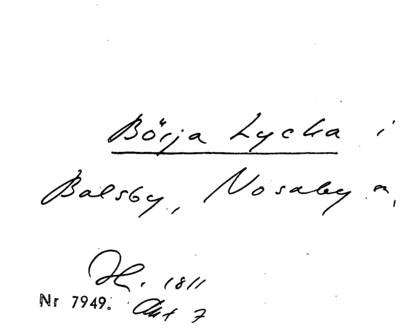 Börja Lycka i
Balsby, Nosaby n,
H. 1811
Nr 7949. Akt 7